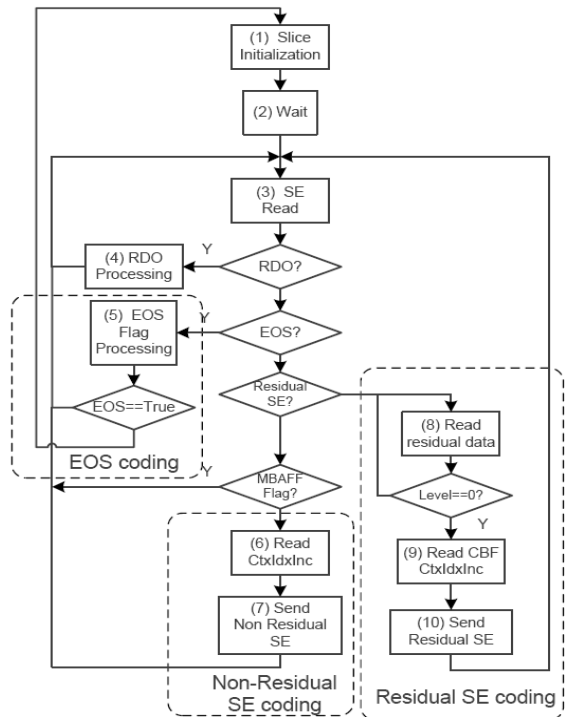 (1) Slice
Initialization
(2) Wait
(3) SE
Read
RDO?
Y
(4) RDO
Processing
EOS?
Y
(5) EOS
Flag
Processing
EOS==True
EOS coding
Residual
SE?
(8) Read
residual data
Level==0?
Y
(9) Read CBF
CtxIdxInc
(10) Send
Residual SE
Residual SE coding
MBAFF
Flag?
Y
(6) Read
CtxIdxInc
(7) Send
Non Residual
SE
Non-Residual
SE coding